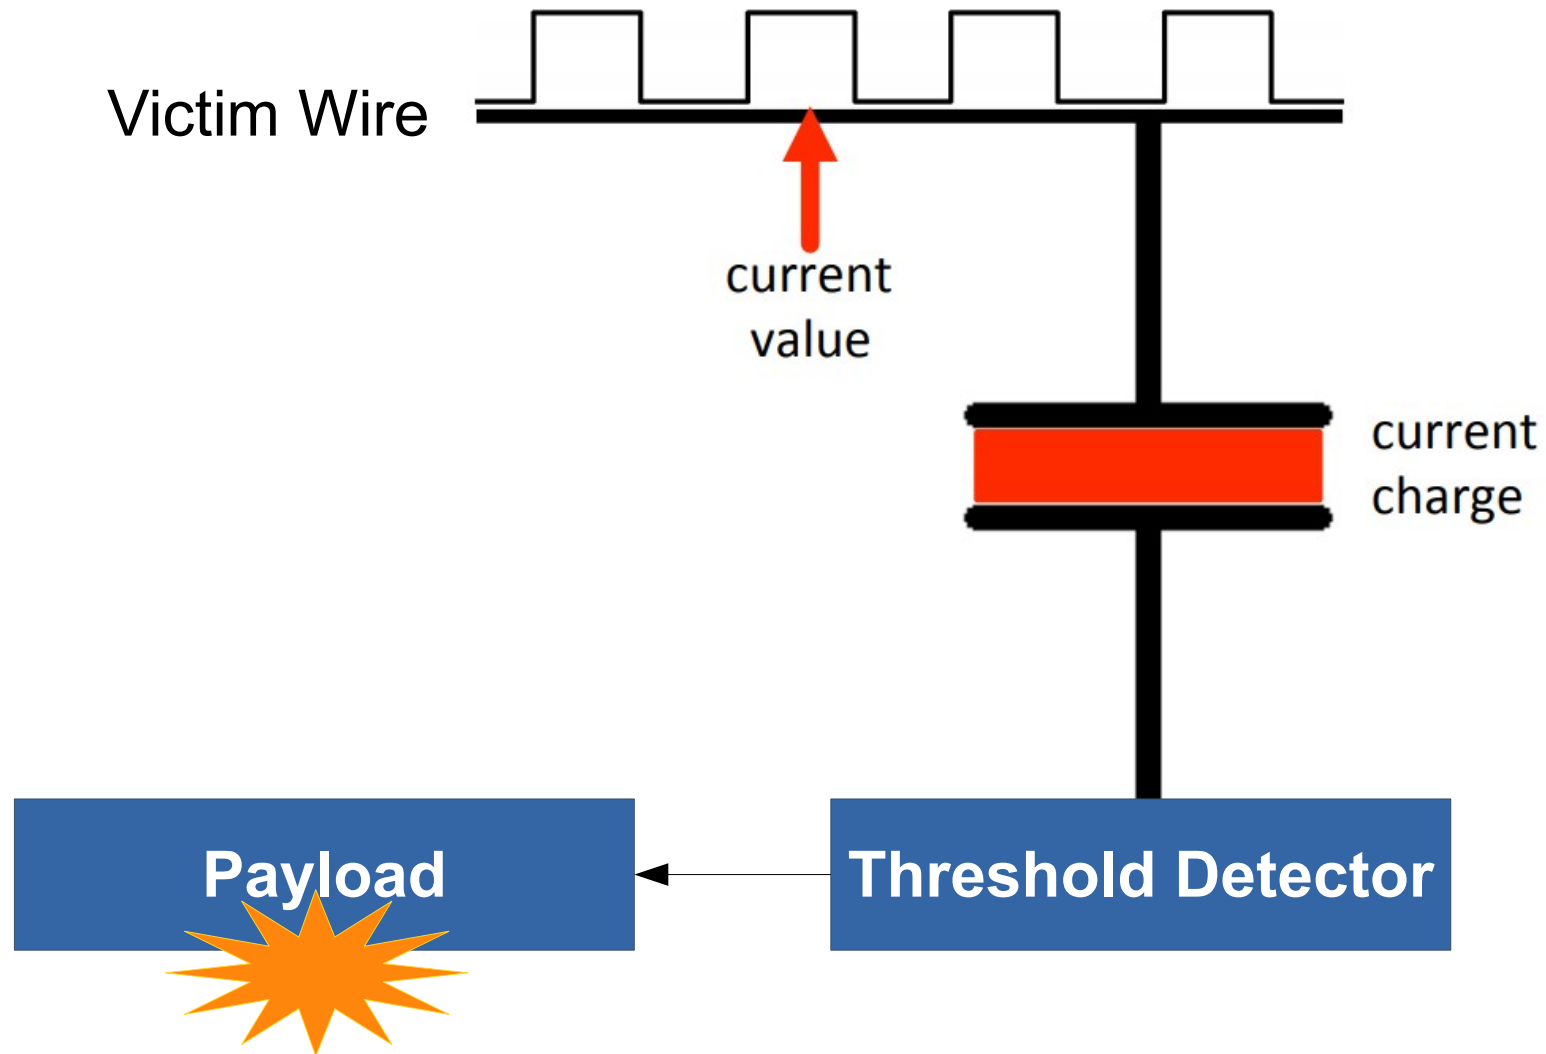 Victim Wire
current
value
current
charge
Payload
Threshold Detector